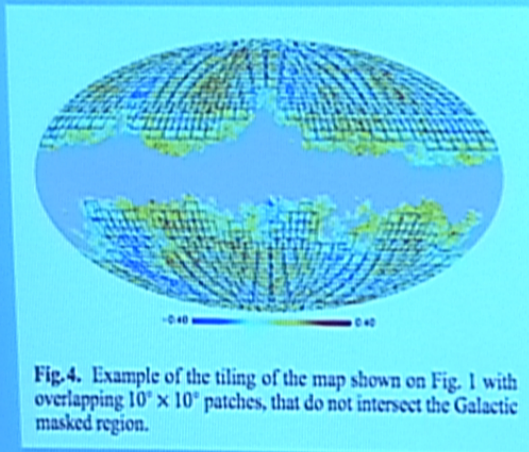 -0.40 0.40
Fig.4. Example of the tiling of the map shown on Fig. 1 with
overlapping 10° × 10° patches, that do not intersect the Galactic
masked region.